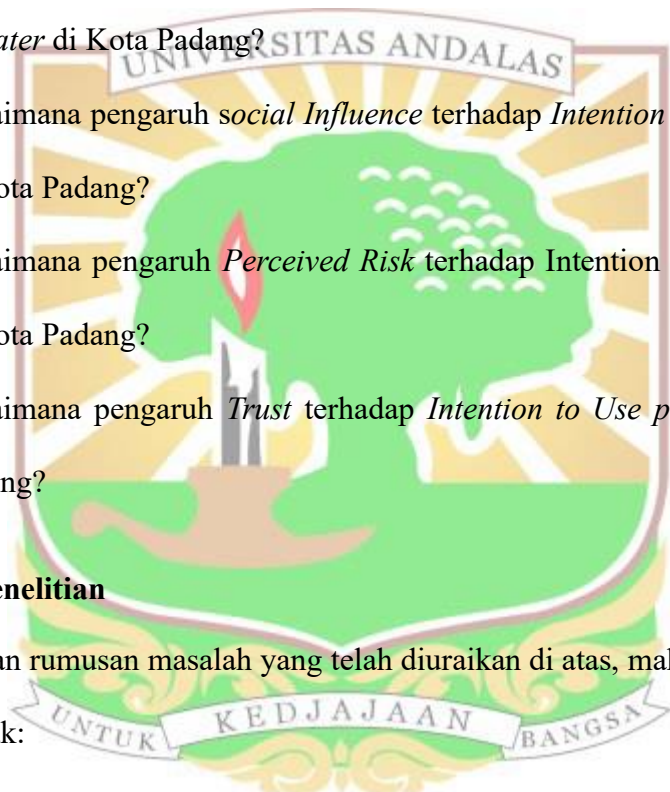 ater di Kota Padang?
UNIVERSITAS ANDALAS
aimana pengaruh social Influence terhadap Intention
ota Padang?
aimana pengaruh Perceived Risk terhadap Intention
ota Padang?
aimana pengaruh Trust terhadap Intention to Use p
ng?
enelitian
an rumusan masalah yang telah diuraikan di atas, mal
UNTUK KEDJAJAAN BANGSA
k: